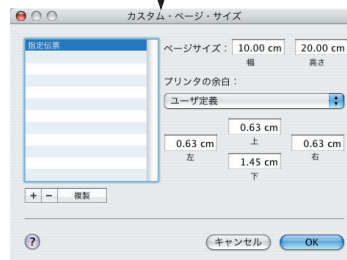 カスタム・ページ・サイズ
指定伝票
ページサイズ： 10.00 cm 20.00 cm
幅 高さ
プリンタの余白：
ユーザ定義
0.63 cm
上
0.63 cm 0.63 cm
左 右
1.45 cm
下
+ − 複製
? キャンセル OK